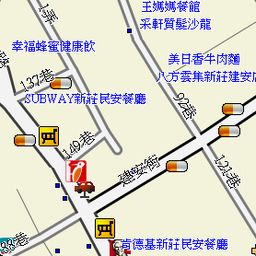 王媽媽餐館
采軒質髮沙龍
弄
幸福蜂蜜健康飲
美日香牛肉麵
八方雲集新莊建安店
137巷
SUBWAY新莊民安餐廳
92巷
149巷
建安街
121巷
肯德基新莊民安餐廳